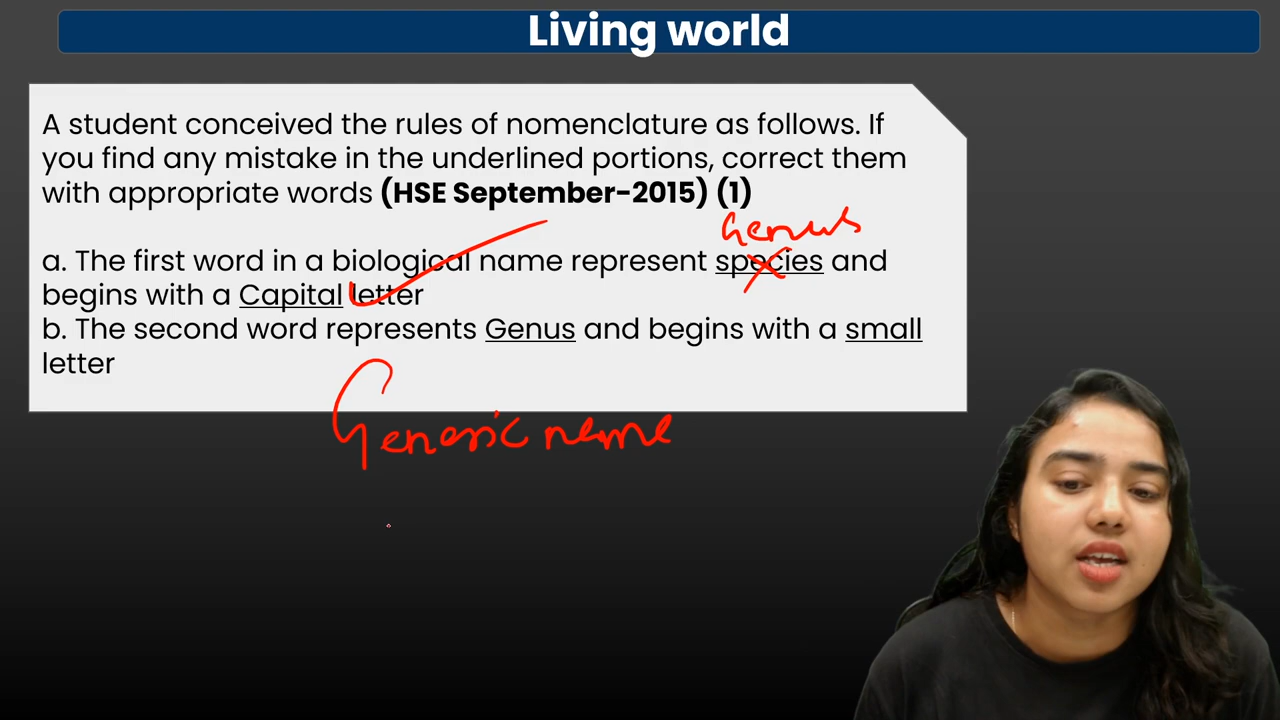 Living world
A student conceived the rules of nomenclature as follows. If
you find any mistake in the underlined portions, correct them
with appropriate words (HSE September-2015) (1)
Genus
a. The first word in a biological name represent species and
begins with a Capital letter
b. The second word represents Genus and begins with a small
letter
Generic name